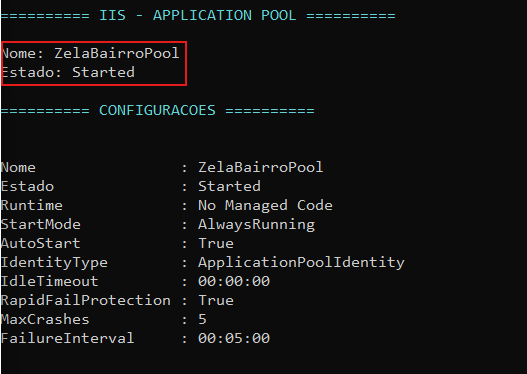 ========== IIS - APPLICATION POOL ==========
Nome: ZelaBairroPool
Estado: Started
========== CONFIGURACOES ==========
Nome                : ZelaBairroPool
Estado              : Started
Runtime             : No Managed Code
StartMode           : AlwaysRunning
AutoStart           : True
IdentityType        : ApplicationPoolIdentity
IdleTimeout         : 00:00:00
RapidFailProtection : True
MaxCrashes          : 5
FailureInterval     : 00:05:00